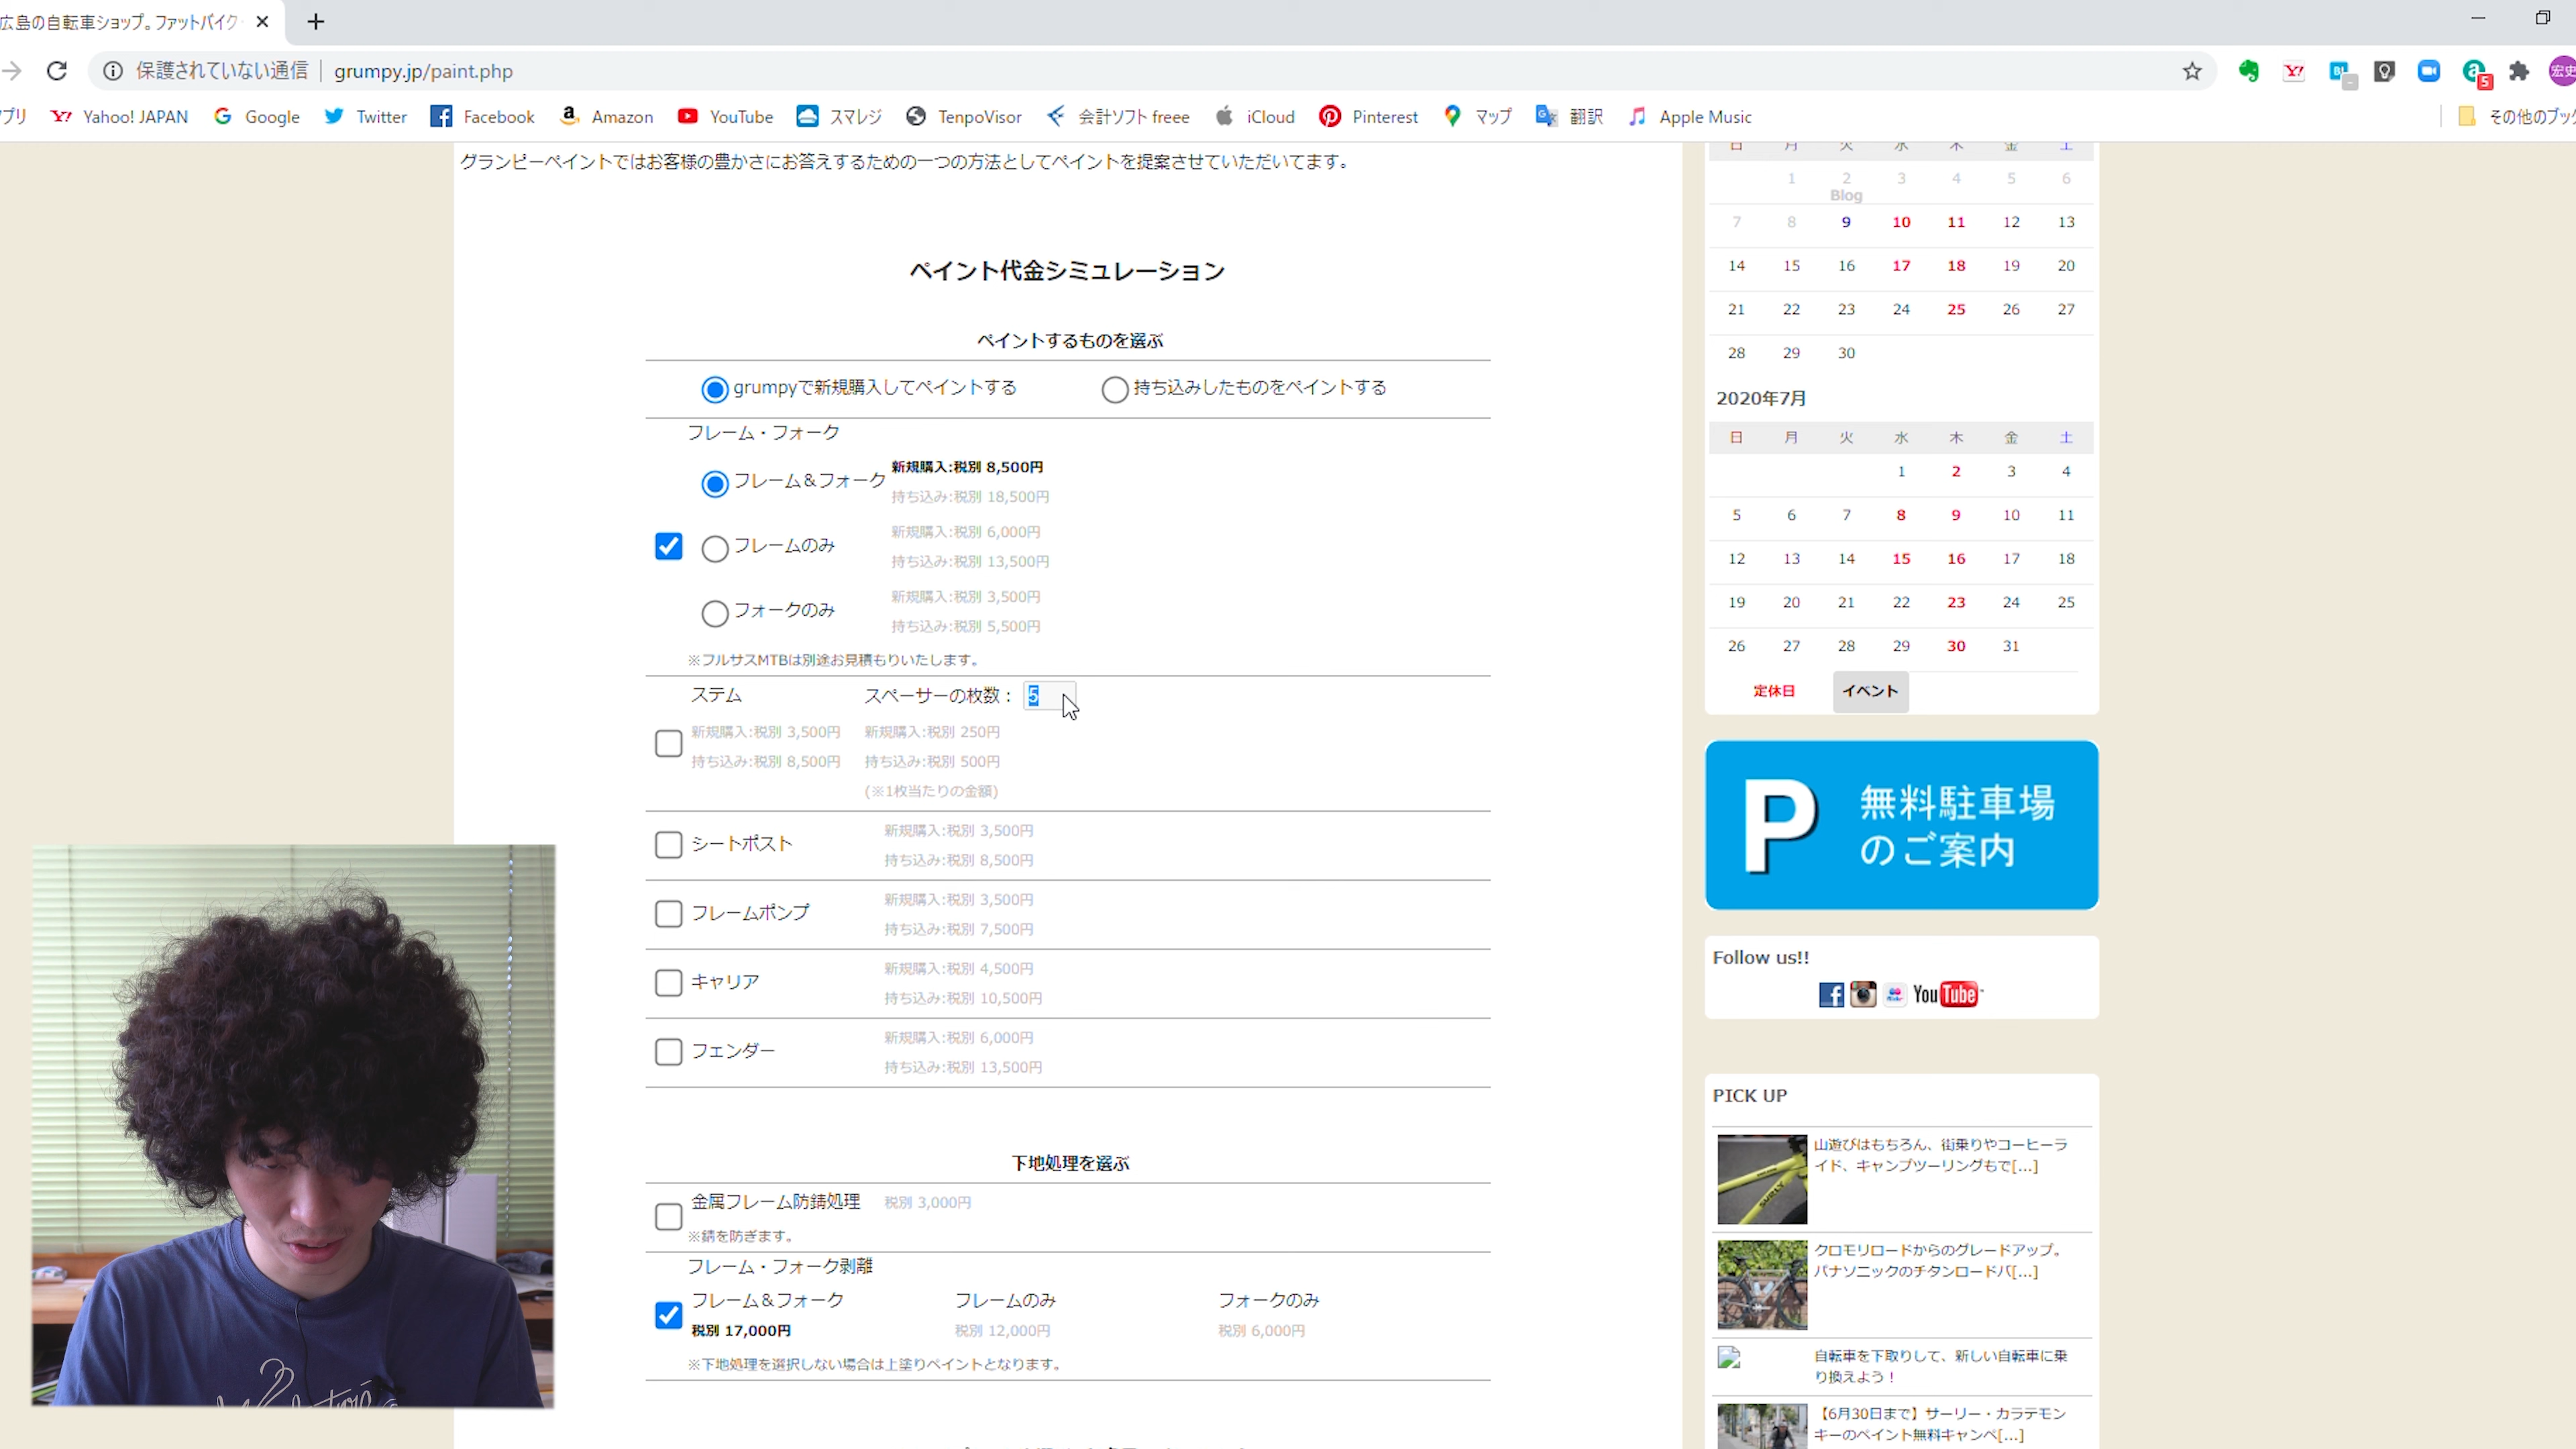 広島の自転車ショップ。ファットバイク
保護されていない通信 | grumpy.jp/paint.php
プリ Yahoo! JAPAN Google Twitter Facebook Amazon YouTube スマレジ TenpoVisor 会計ソフト freee iCloud Pinterest マップ 翻訳 Apple Music その他のブック
グランピーペイントではお客様の豊かさにお答えするための一つの方法としてペイントを提案させていただいてます。
ペイント代金シミュレーション
ペイントするものを選ぶ
grumpyで新規購入してペイントする 持ち込みしたものをペイントする
フレーム・フォーク
フレーム＆フォーク 新規購入:税別 8,500円
持ち込み:税別 18,500円
フレームのみ 新規購入:税別 6,000円
持ち込み:税別 13,500円
フォークのみ 新規購入:税別 3,500円
持ち込み:税別 5,500円
※フルサスMTBは別途お見積もりいたします。
ステム スペーサーの枚数： 5
新規購入:税別 3,500円 新規購入:税別 250円
持ち込み:税別 8,500円 持ち込み:税別 500円
(※1枚当たりの金額)
シートポスト 新規購入:税別 3,500円
持ち込み:税別 8,500円
フレームポンプ 新規購入:税別 3,500円
持ち込み:税別 7,500円
キャリア 新規購入:税別 4,500円
持ち込み:税別 10,500円
フェンダー 新規購入:税別 6,000円
持ち込み:税別 13,500円
下地処理を選ぶ
金属フレーム防錆処理 税別 3,000円
※錆を防ぎます。
フレーム・フォーク剥離
フレーム＆フォーク フレームのみ フォークのみ
税別 17,000円 税別 12,000円 税別 6,000円
※下地処理を選択しない場合は上塗りペイントとなります。
日 月 火 水 木 金 土
1 2 3 4 5 6
Blog
7 8 9 10 11 12 13
14 15 16 17 18 19 20
21 22 23 24 25 26 27
28 29 30
2020年7月
日 月 火 水 木 金 土
1 2 3 4
5 6 7 8 9 10 11
12 13 14 15 16 17 18
19 20 21 22 23 24 25
26 27 28 29 30 31
定休日 イベント
P 無料駐車場
のご案内
Follow us!!
You Tube
PICK UP
山遊びはもちろん、街乗りやコーヒーラ
イド、キャンプツーリングもで[...]
クロモリロードからのグレードアップ。
パナソニックのチタンロードバ[...]
自転車を下取りして、新しい自転車に乗
り換えよう！
【6月30日まで】サーリー・カラテモン
キーのペイント無料キャンペ[...]